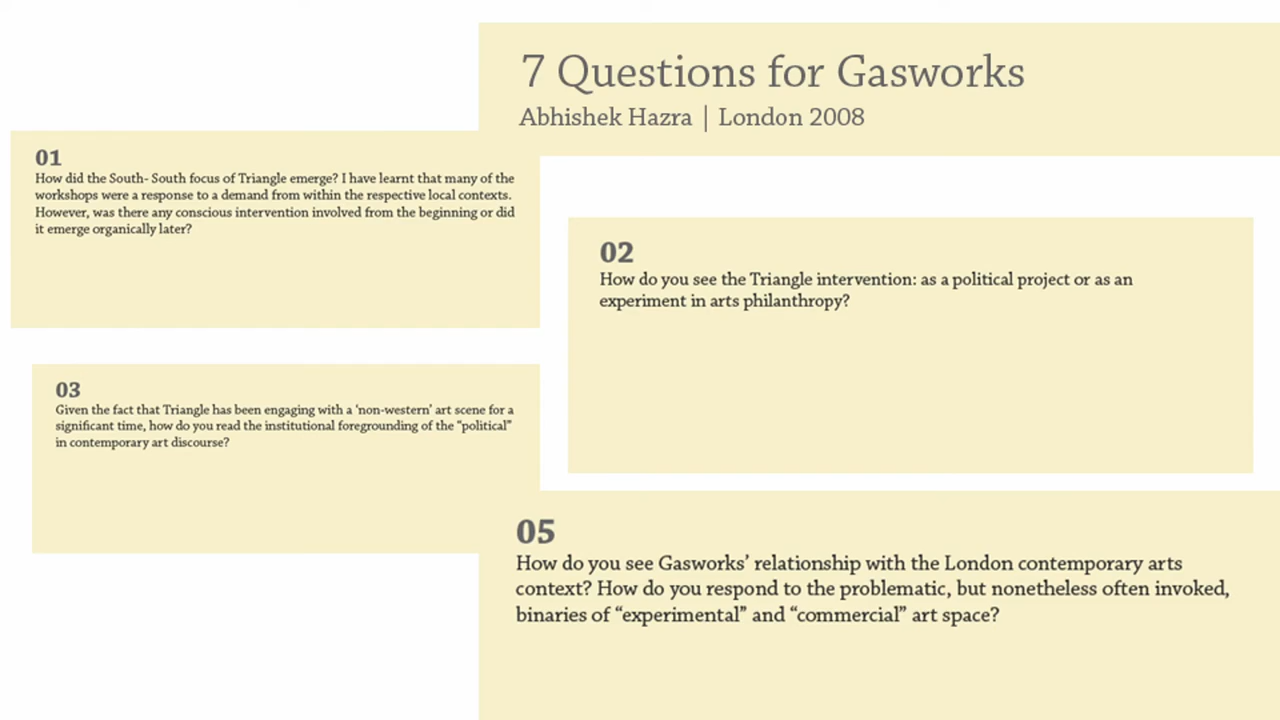 7 Questions for Gasworks
Abhishek Hazra | London 2008
01
How did the South- South focus of Triangle emerge? I have learnt that many of the
workshops were a response to a demand from within the respective local contexts.
However, was there any conscious intervention involved from the beginning or did
it emerge organically later?
02
How do you see the Triangle intervention: as a political project or as an
experiment in arts philanthropy?
03
Given the fact that Triangle has been engaging with a ‘non-western’ art scene for a
significant time, how do you read the institutional foregrounding of the “political”
in contemporary art discourse?
05
How do you see Gasworks’ relationship with the London contemporary arts
context? How do you respond to the problematic, but nonetheless often invoked,
binaries of “experimental” and “commercial” art space?